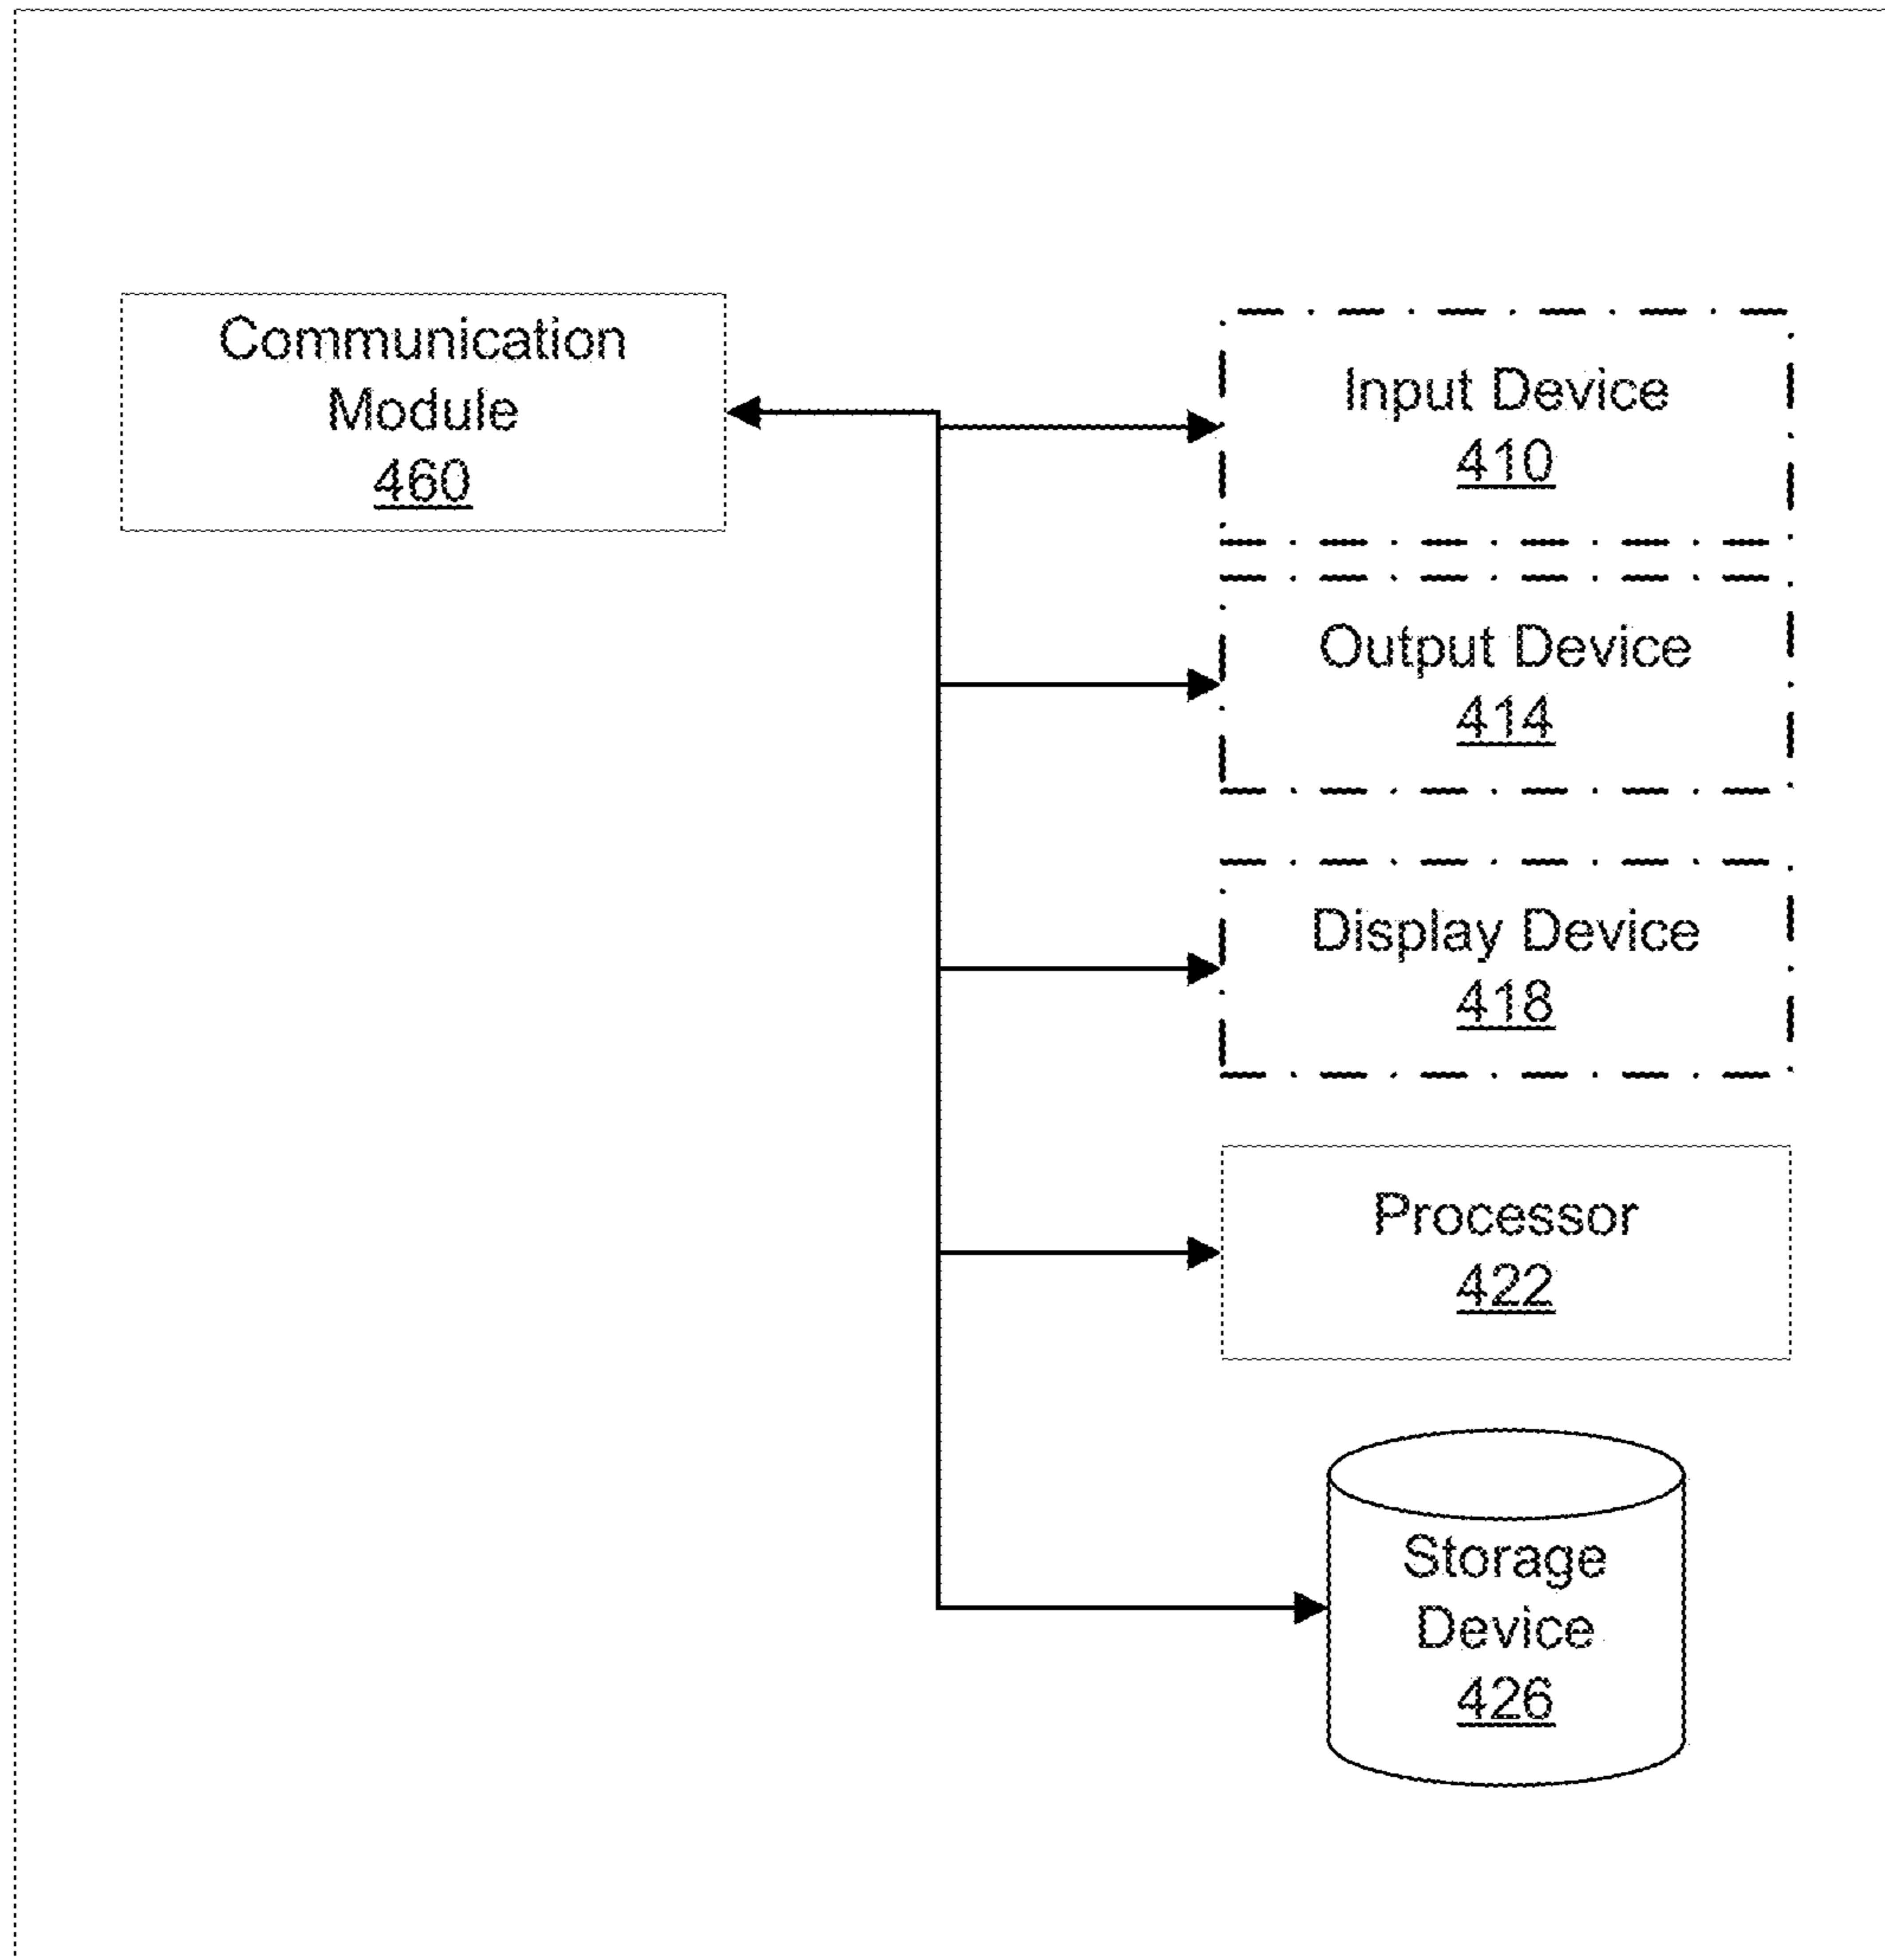 Communication
Module
460
Input Device
410
Output Device
414
Display Device
418
Processor
422
Storage
Device
426